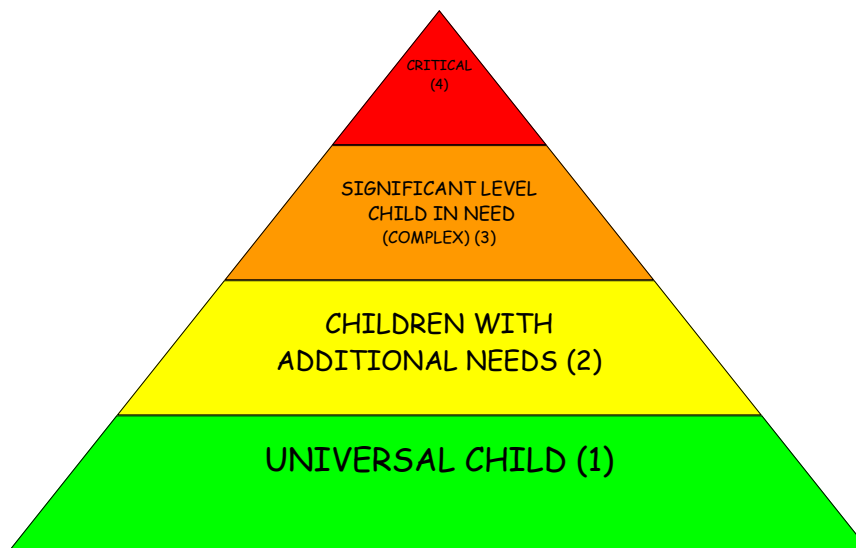 CRITICAL
(4)
SIGNIFICANT LEVEL
CHILD IN NEED
(COMPLEX) (3)
CHILDREN WITH
ADDITIONAL NEEDS (2)
UNIVERSAL CHILD (1)